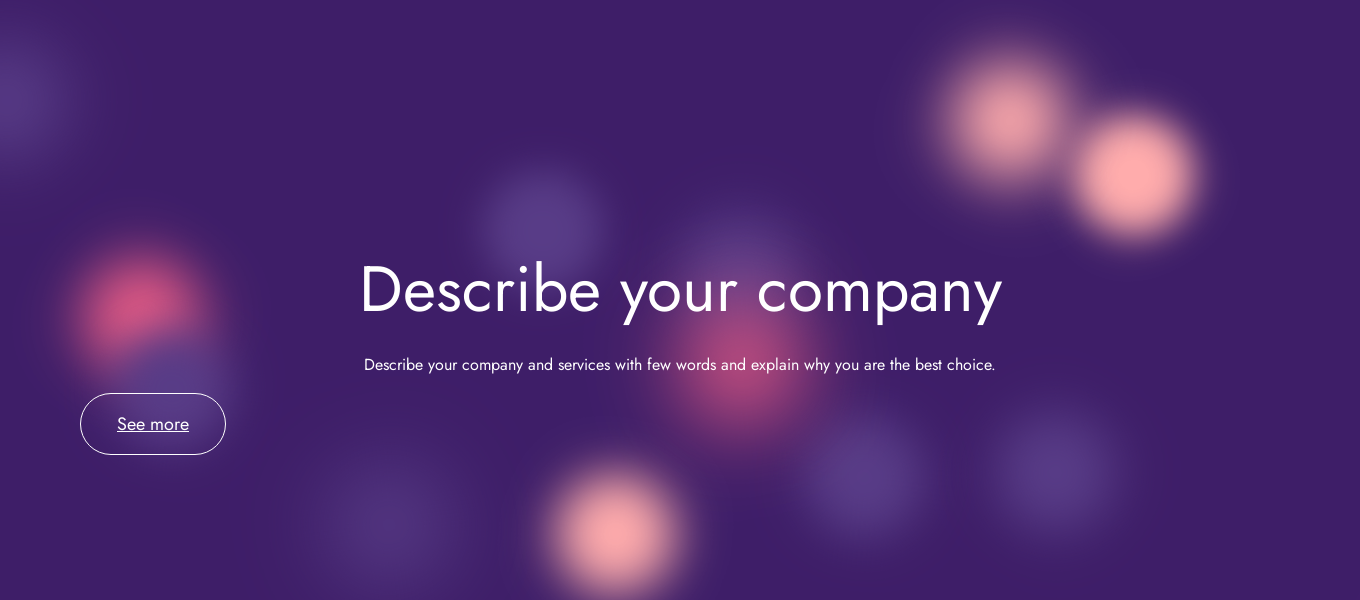 Describe your company
Describe your company and services with few words and explain why you are the best choice.
See more